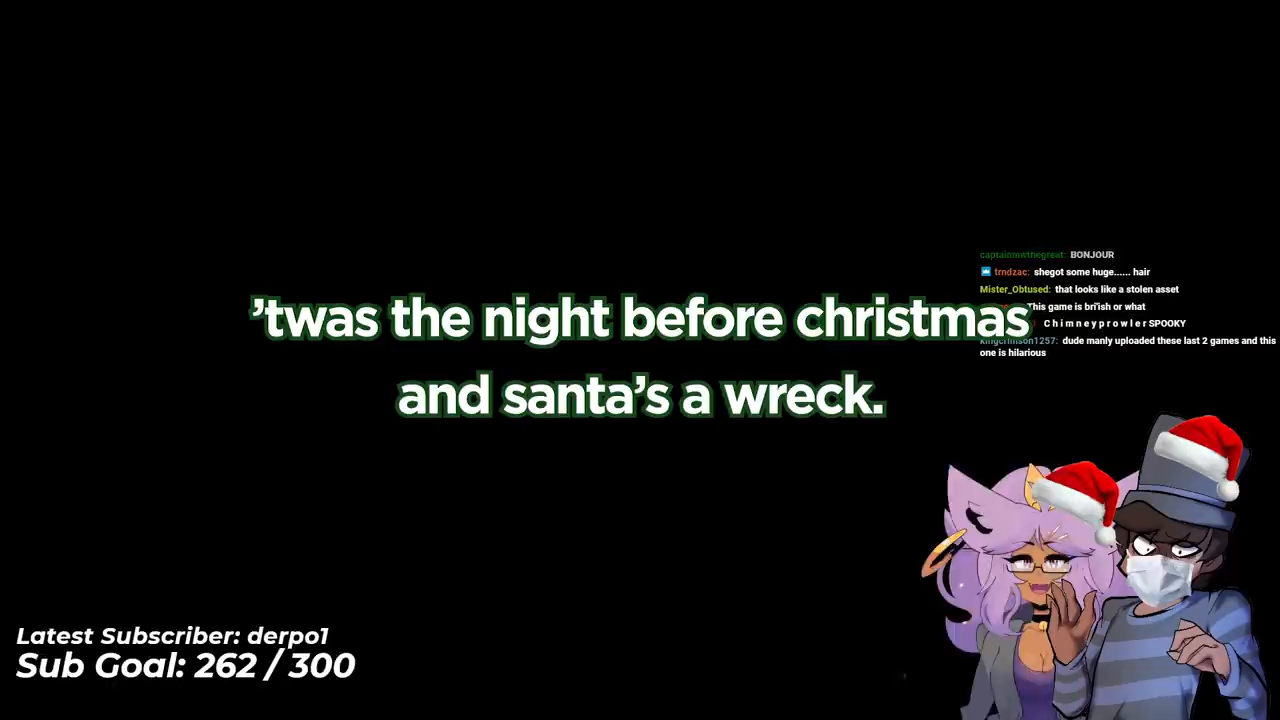 captainmwthegreat: BONJOUR
trndzac: shegot some huge...... hair
Mister_Obtused: that looks like a stolen asset
This game is bri'ish or what
C h i m n e y p r o w l e r SPOOKY
kingcrimson1257: dude manly uploaded these last 2 games and this
one is hilarious
’twas the night before christmas
and santa’s a wreck.
Latest Subscriber: derpo1
Sub Goal: 262 / 300